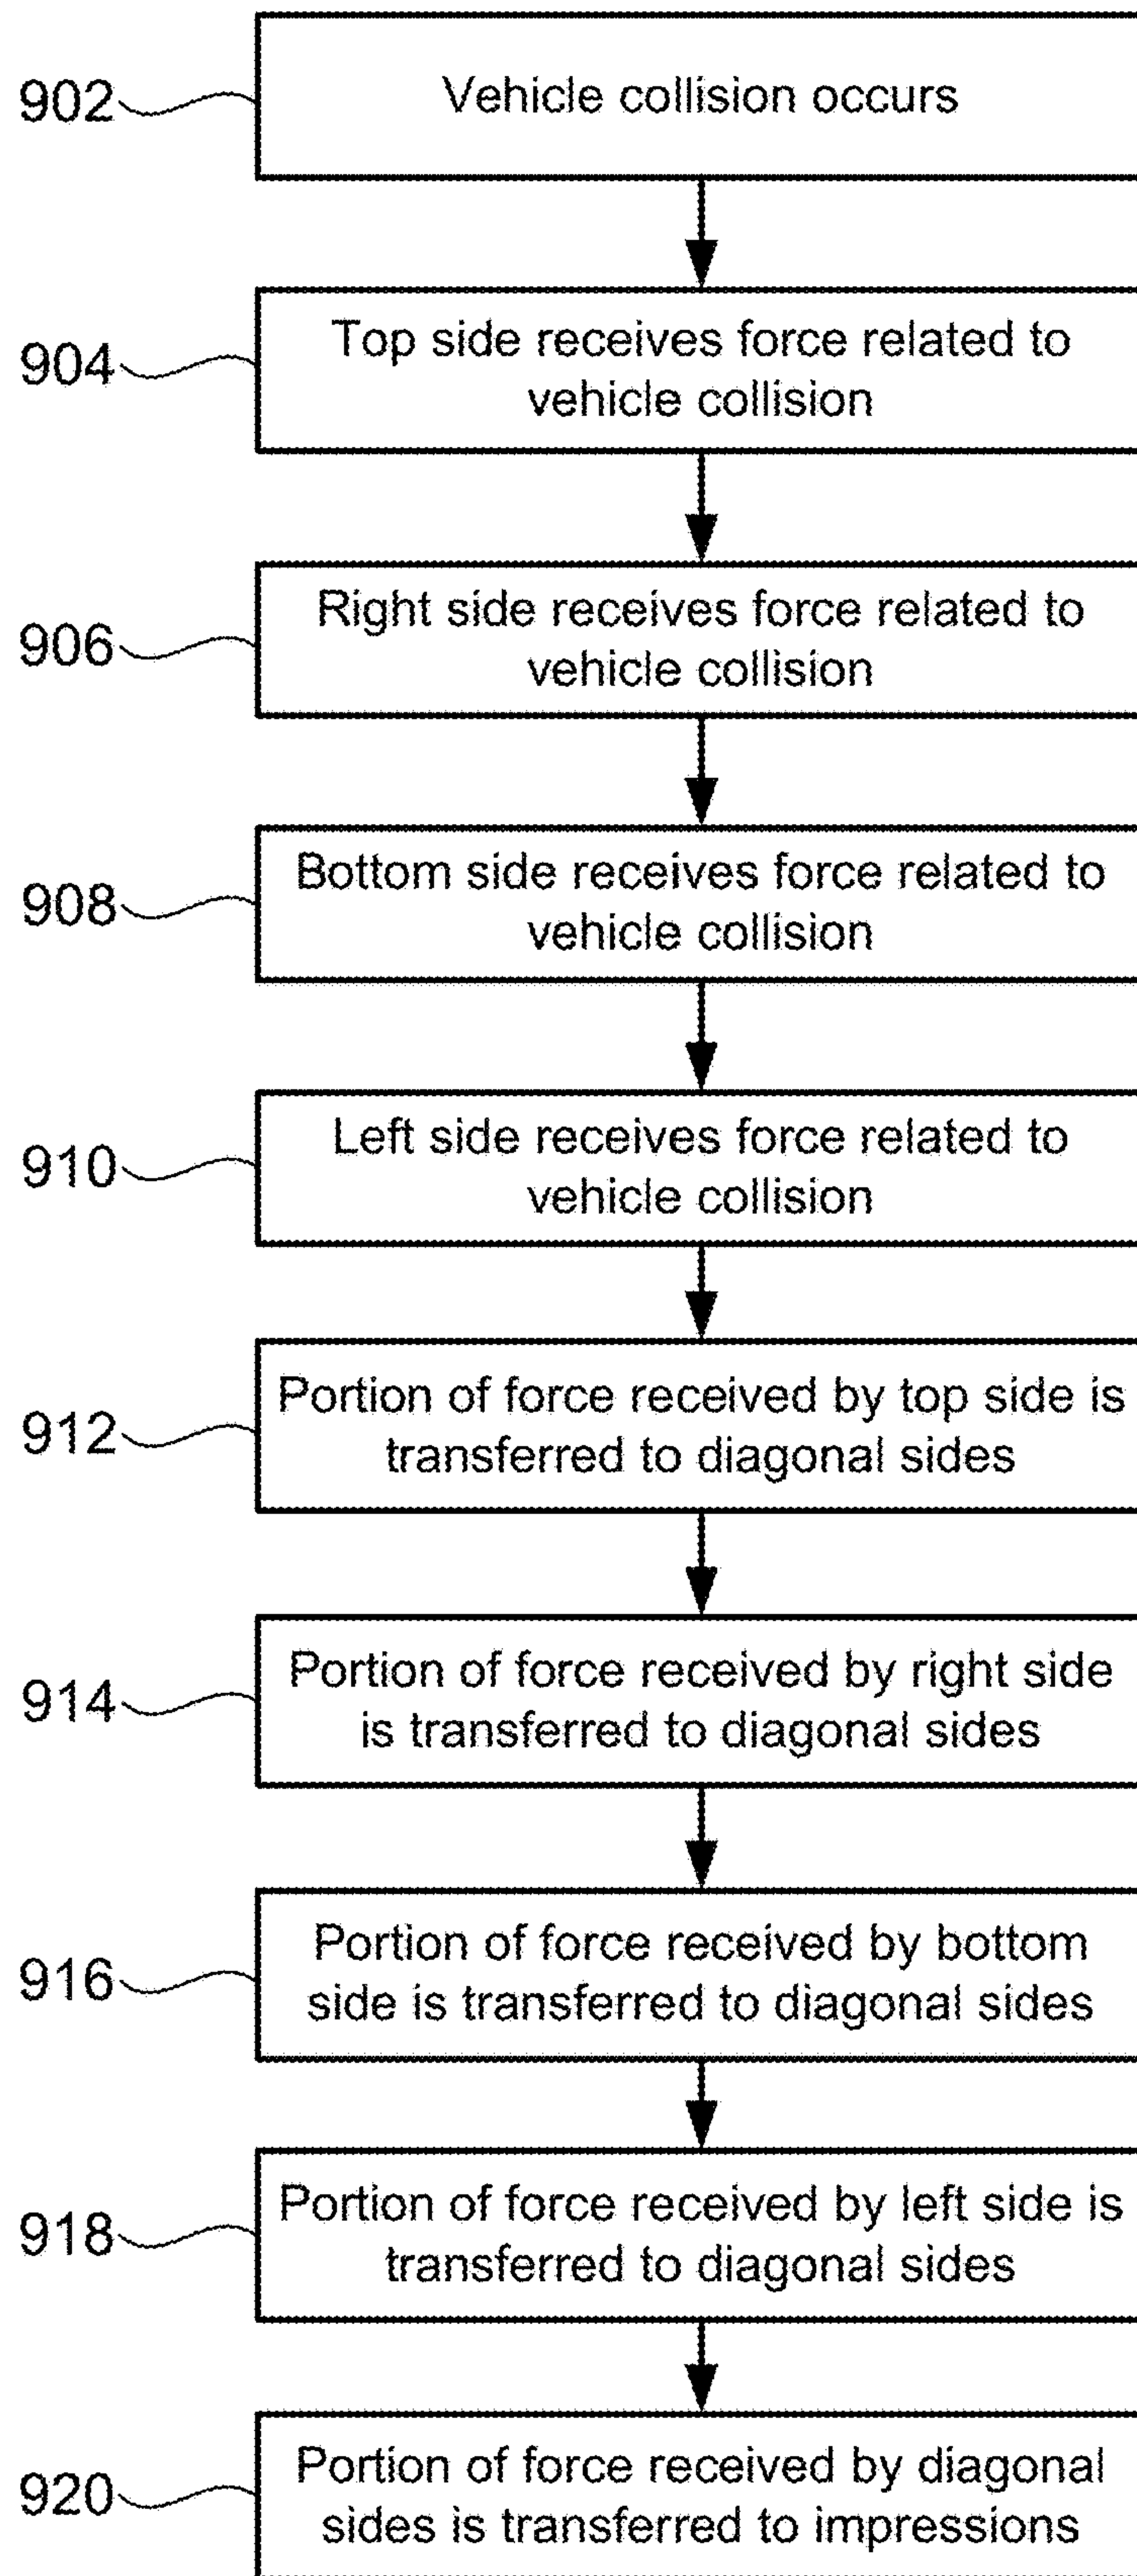 902
Vehicle collision occurs
904
Top side receives force related to
vehicle collision
906
Right side receives force related to
vehicle collision
908
Bottom side receives force related to
vehicle collision
910
Left side receives force related to
vehicle collision
912
Portion of force received by top side is
transferred to diagonal sides
914
Portion of force received by right side
is transferred to diagonal sides
916
Portion of force received by bottom
side is transferred to diagonal sides
918
Portion of force received by left side is
transferred to diagonal sides
920
Portion of force received by diagonal
sides is transferred to impressions